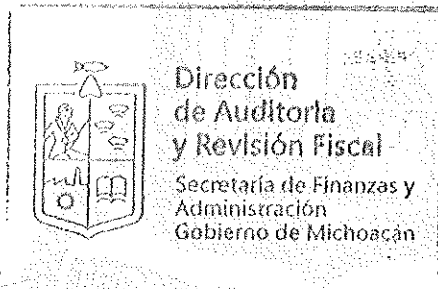 Dirección
de Auditoría
y Revisión Fiscal
Secretaría de Finanzas y
Administración
Gobierno de Michoacán